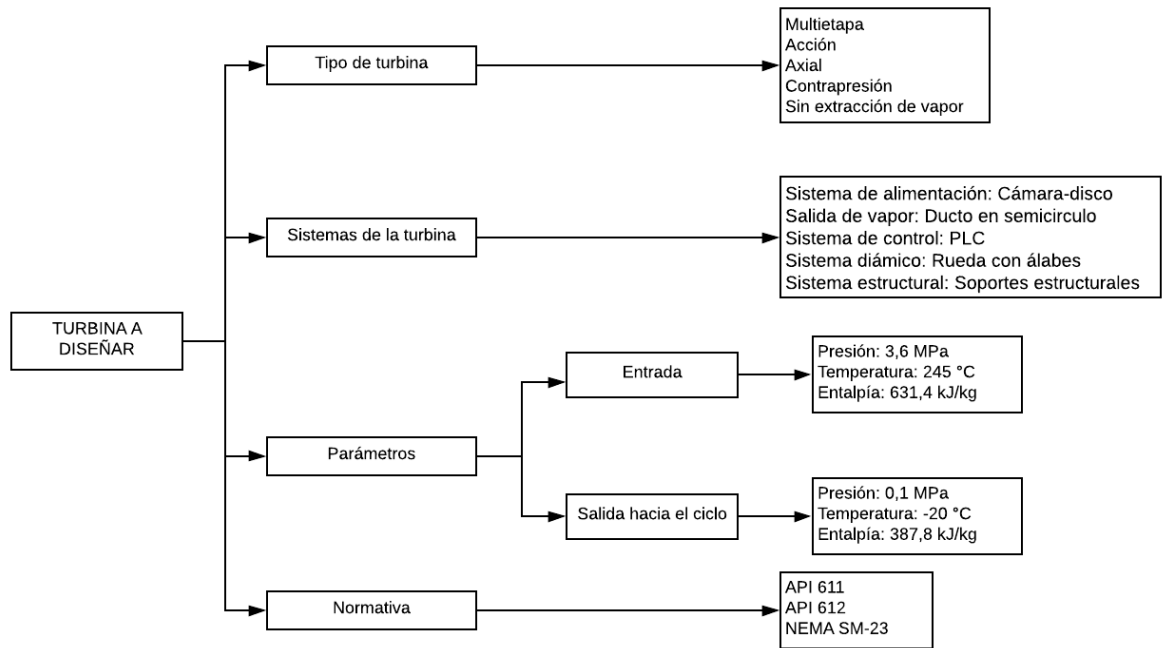 TURBINA A
DISEÑAR
Tipo de turbina
Multietapa
Acción
Axial
Contrapresión
Sin extracción de vapor
Sistemas de la turbina
Sistema de alimentación: Cámara-disco
Salida de vapor: Ducto en semicirculo
Sistema de control: PLC
Sistema diámico: Rueda con álabes
Sistema estructural: Soportes estructurales
Parámetros
Entrada
Presión: 3,6 MPa
Temperatura: 245 °C
Entalpía: 631,4 kJ/kg
Salida hacia el ciclo
Presión: 0,1 MPa
Temperatura: -20 °C
Entalpía: 387,8 kJ/kg
Normativa
API 611
API 612
NEMA SM-23